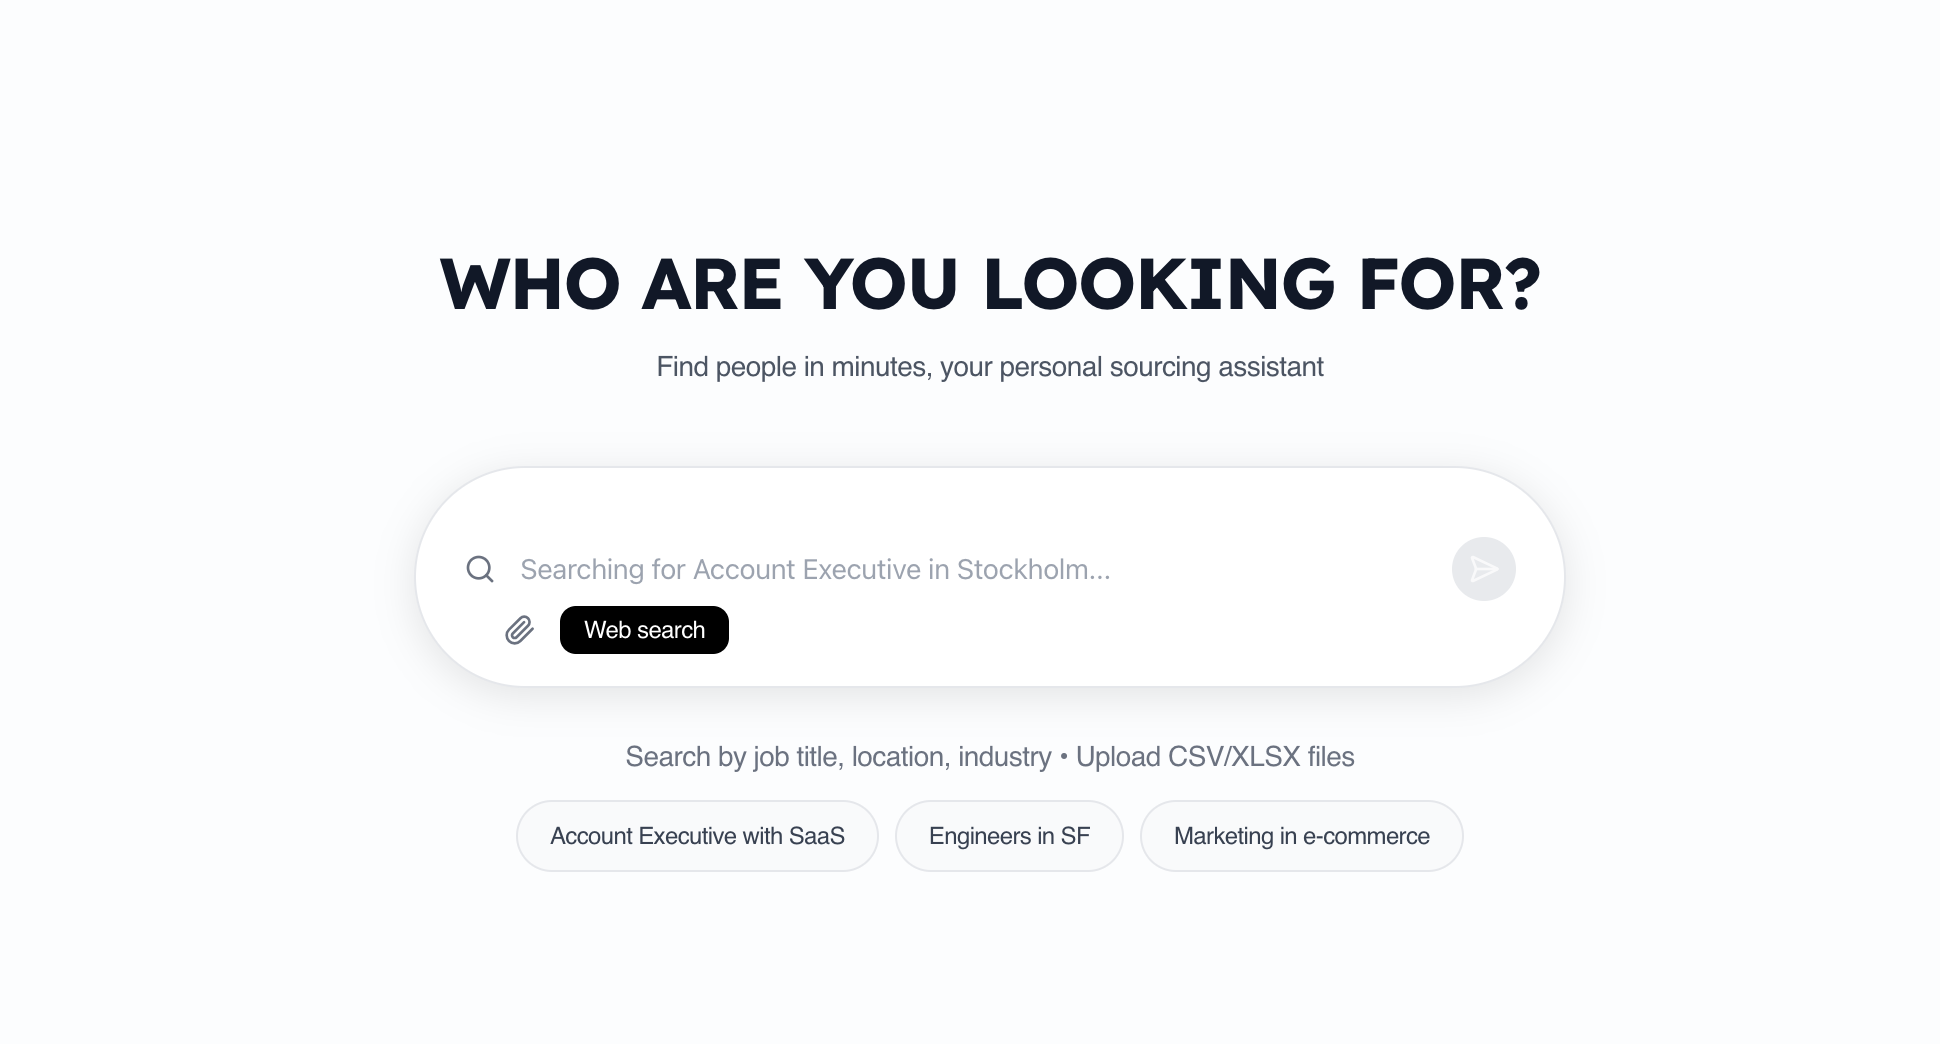 WHO ARE YOU LOOKING FOR?
Find people in minutes, your personal sourcing assistant
Searching for Account Executive in Stockholm...
Web search
Search by job title, location, industry • Upload CSV/XLSX files
Account Executive with SaaS
Engineers in SF
Marketing in e-commerce